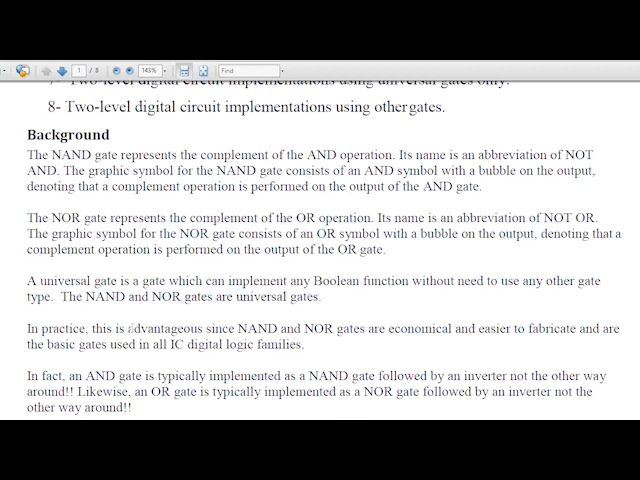 1 / 8 143% Find
7- Two-level digital circuit implementations using universal gates only.
8- Two-level digital circuit implementations using other gates.
Background
The NAND gate represents the complement of the AND operation. Its name is an abbreviation of NOT
AND. The graphic symbol for the NAND gate consists of an AND symbol with a bubble on the output,
denoting that a complement operation is performed on the output of the AND gate.
The NOR gate represents the complement of the OR operation. Its name is an abbreviation of NOT OR.
The graphic symbol for the NOR gate consists of an OR symbol with a bubble on the output, denoting that a
complement operation is performed on the output of the OR gate.
A universal gate is a gate which can implement any Boolean function without need to use any other gate
type. The NAND and NOR gates are universal gates.
In practice, this is advantageous since NAND and NOR gates are economical and easier to fabricate and are
the basic gates used in all IC digital logic families.
In fact, an AND gate is typically implemented as a NAND gate followed by an inverter not the other way
around!! Likewise, an OR gate is typically implemented as a NOR gate followed by an inverter not the
other way around!!